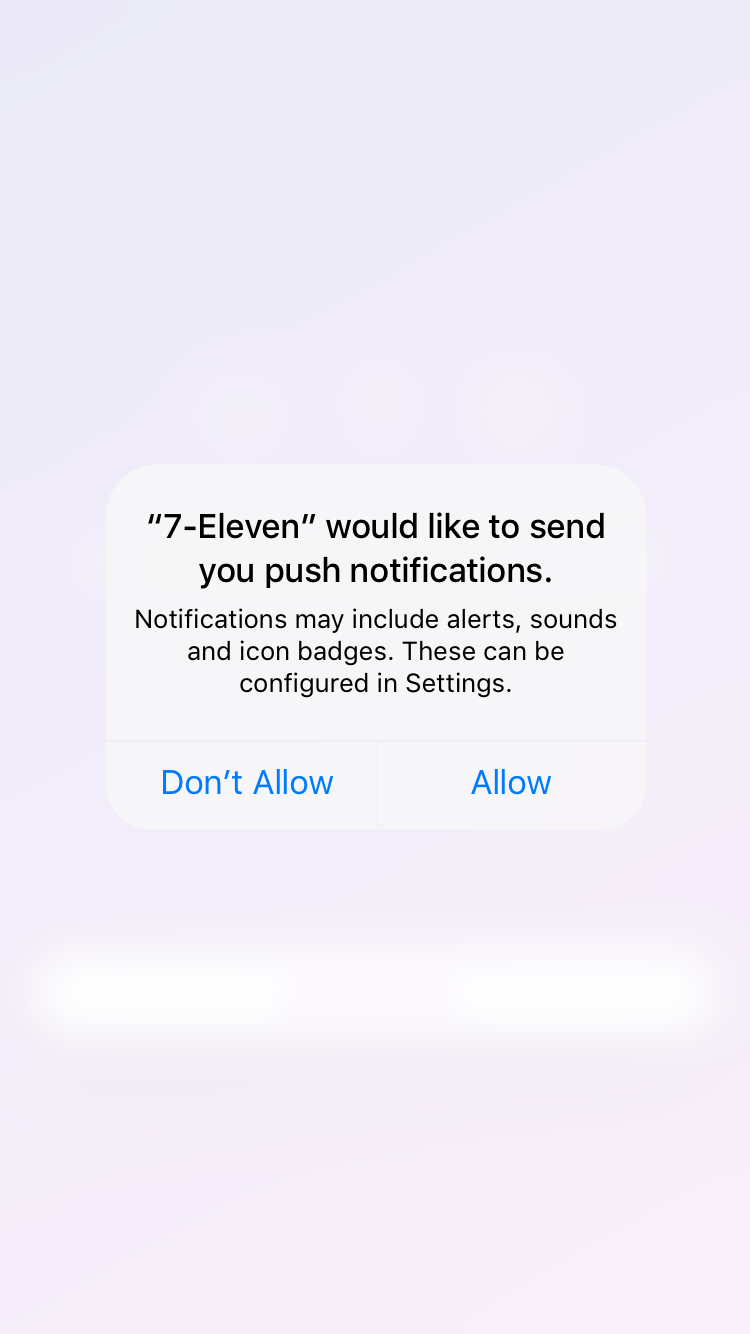 “7-Eleven” would like to send
you push notifications.
Notifications may include alerts, sounds
and icon badges. These can be
configured in Settings.
Don’t Allow
Allow